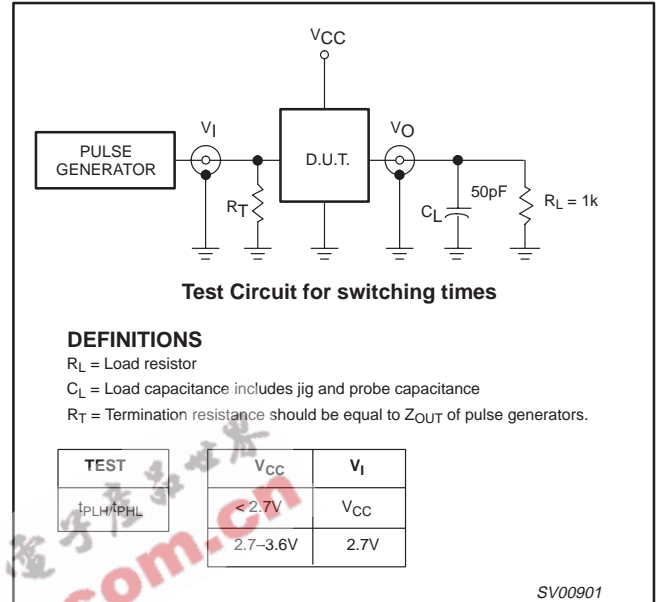 VCC
VI
VO
PULSE
GENERATOR
D.U.T.
RT
50pF
CL
RL = 1k
Test Circuit for switching times
DEFINITIONS
RL = Load resistor
CL = Load capacitance includes jig and probe capacitance
RT = Termination resistance should be equal to ZOUT of pulse generators.
TEST
tPLH/tPHL
VCC VI
< 2.7V VCC
2.7–3.6V 2.7V
com.cn
SV00901